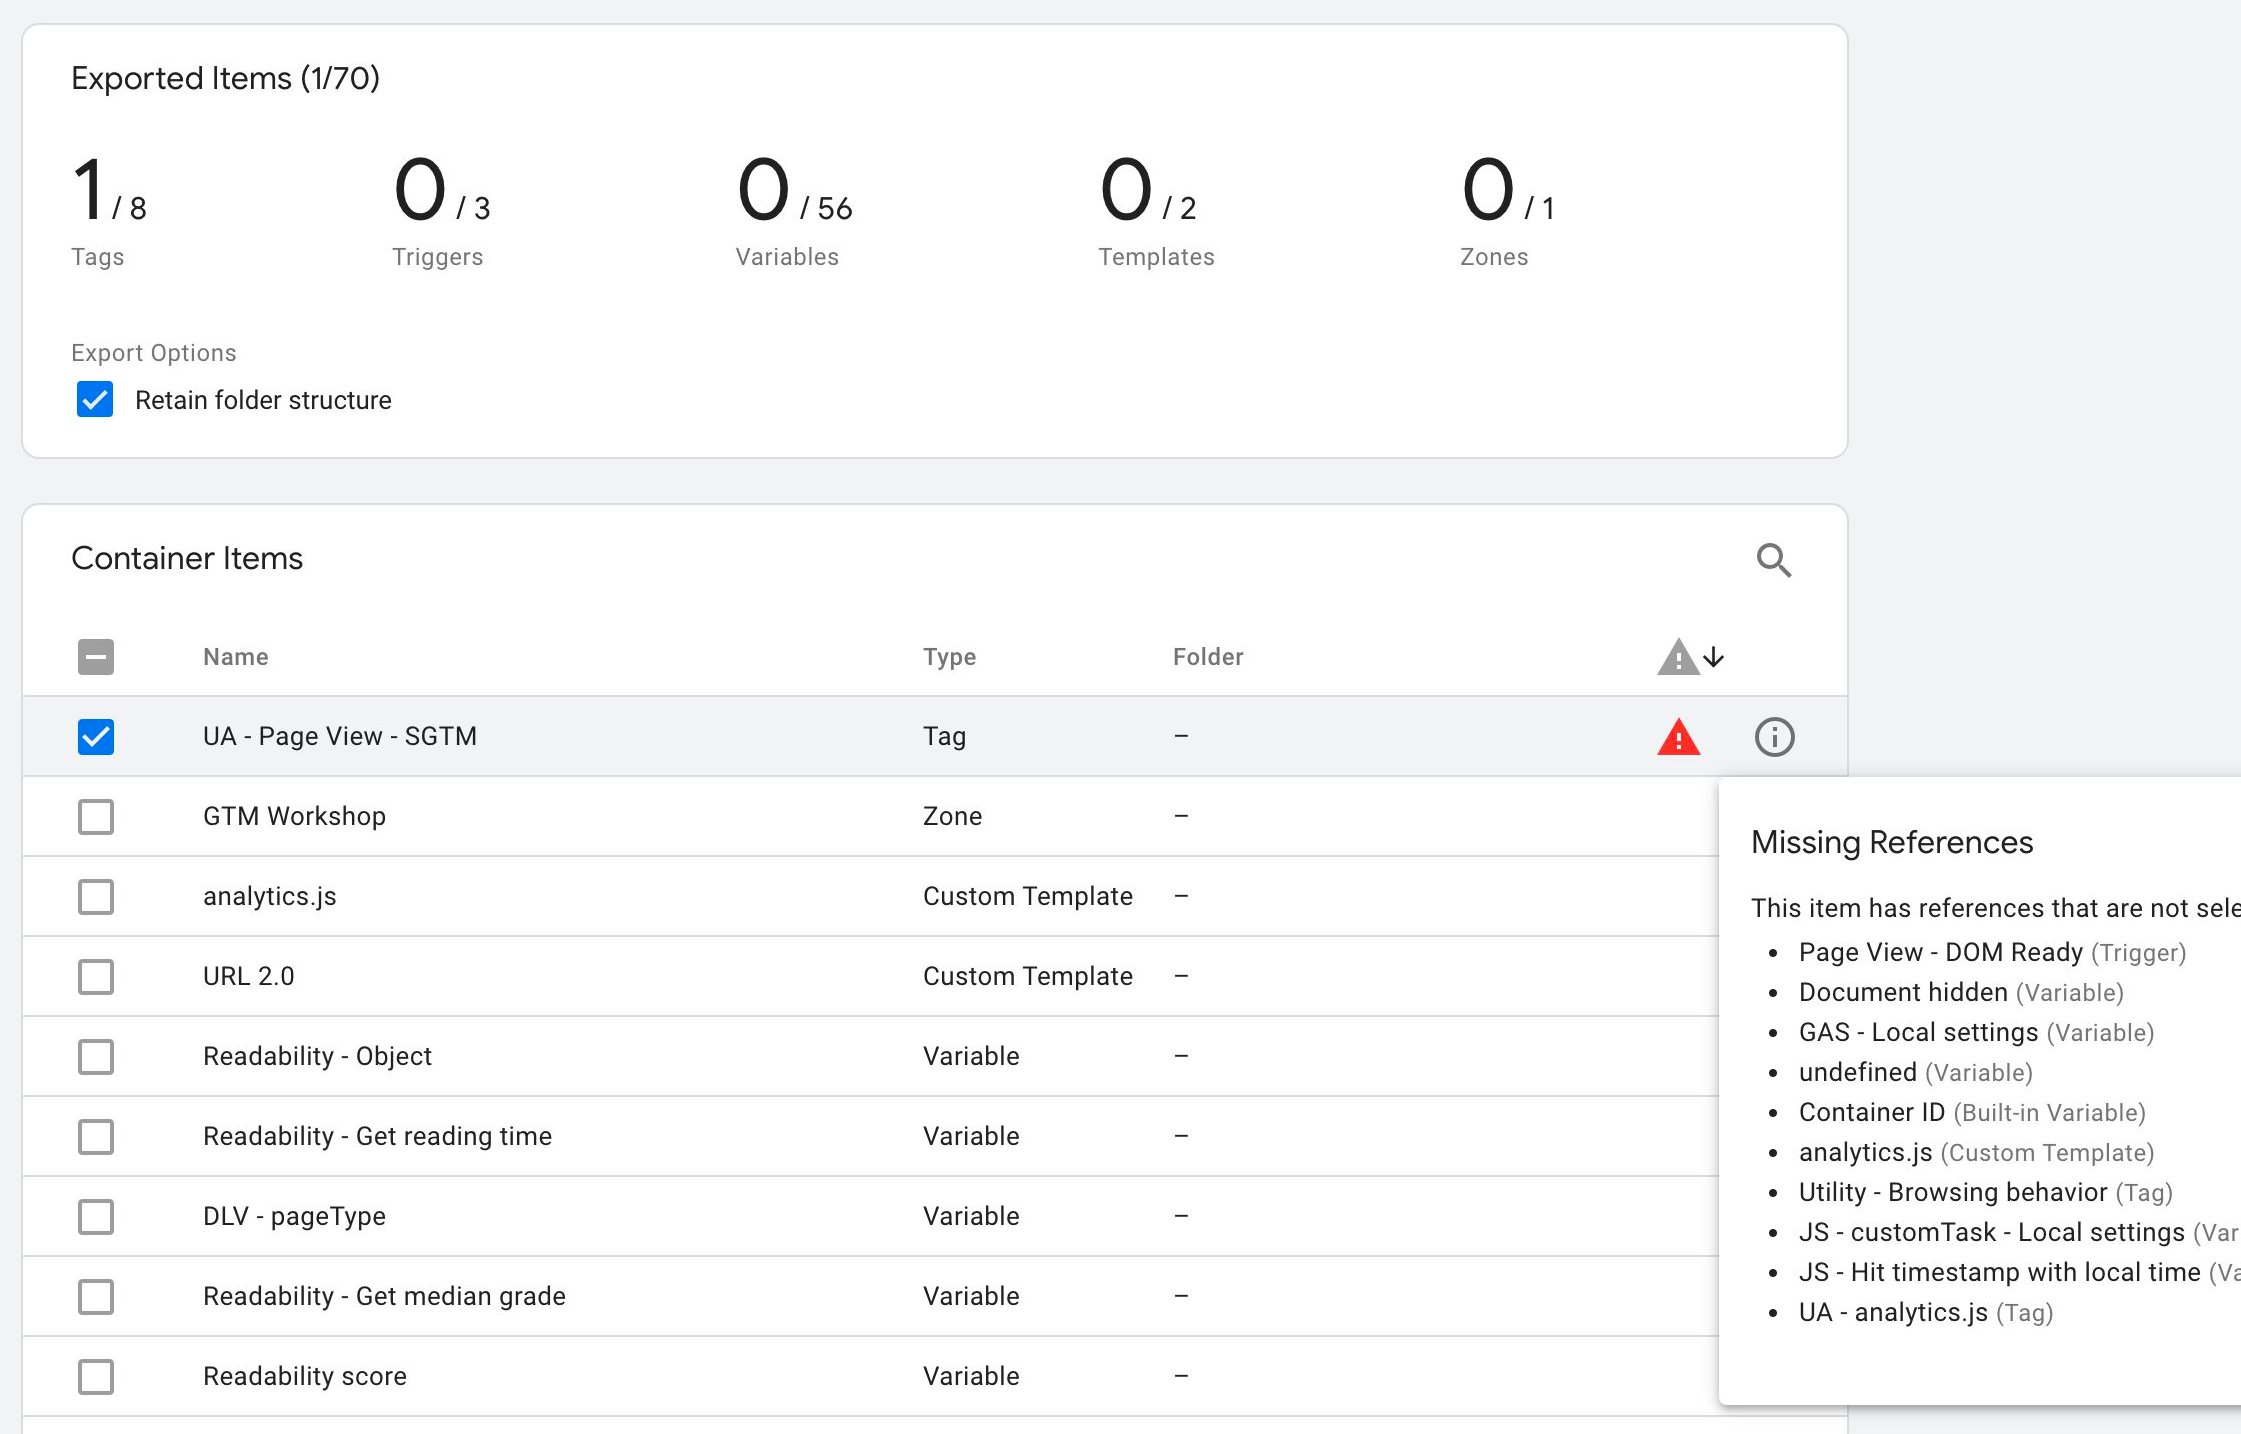 Exported Items (1/70)
1 / 8
Tags
0 / 3
Triggers
0 / 56
Variables
0 / 2
Templates
0 / 1
Zones
Export Options
Retain folder structure
Container Items
Name Type Folder
UA - Page View - SGTM Tag –
GTM Workshop Zone –
analytics.js Custom Template –
URL 2.0 Custom Template –
Readability - Object Variable –
Readability - Get reading time Variable –
DLV - pageType Variable –
Readability - Get median grade Variable –
Readability score Variable –
Missing References
This item has references that are not sele
• Page View - DOM Ready (Trigger)
• Document hidden (Variable)
• GAS - Local settings (Variable)
• undefined (Variable)
• Container ID (Built-in Variable)
• analytics.js (Custom Template)
• Utility - Browsing behavior (Tag)
• JS - customTask - Local settings (Var
• JS - Hit timestamp with local time (Va
• UA - analytics.js (Tag)